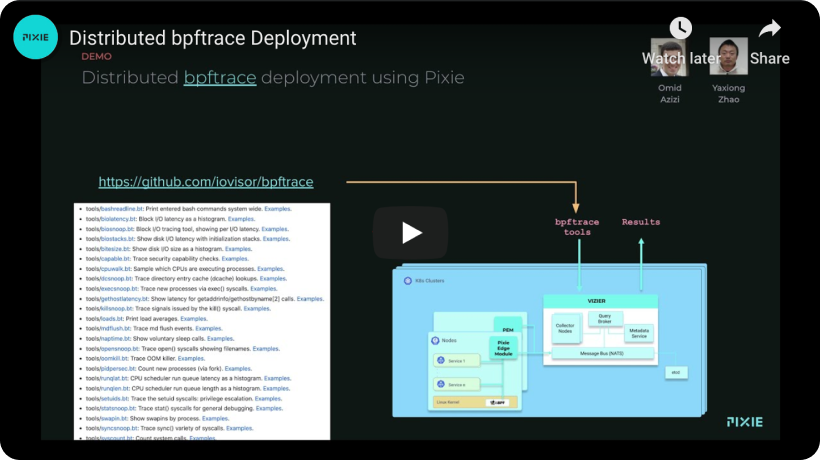 PIXIE
Distributed bpftrace Deployment
Watch later
Share
DEMO
Distributed bpftrace deployment using Pixie
Omid
Azizi
Yaxiong
Zhao
https://github.com/iovisor/bpftrace
tools/bashreadline.bt: Print entered bash commands system wide. Examples.
tools/biolatency.bt: Block I/O latency as a histogram. Examples.
tools/biosnoop.bt: Block I/O tracing tool, showing per I/O latency. Examples.
tools/biostacks.bt: Show disk I/O latency with initialization stacks. Examples.
tools/bitesize.bt: Show disk I/O size as a histogram. Examples.
tools/capable.bt: Trace security capability checks. Examples.
tools/cpuwalk.bt: Sample which CPUs are executing processes. Examples.
tools/dcsnoop.bt: Trace directory entry cache (dcache) lookups. Examples.
tools/execsnoop.bt: Trace new processes via exec() syscalls. Examples.
tools/gethostlatency.bt: Show latency for getaddrinfo/gethostbyname[2] calls. Examples.
tools/killsnoop.bt: Trace signals issued by the kill() syscall. Examples.
tools/loads.bt: Print load averages. Examples.
tools/mdflush.bt: Trace md flush events. Examples.
tools/naptime.bt: Show voluntary sleep calls. Examples.
tools/opensnoop.bt: Trace open() syscalls showing filenames. Examples.
tools/oomkill.bt: Trace OOM killer. Examples.
tools/pidpersec.bt: Count new processes (via fork). Examples.
tools/runqlat.bt: CPU scheduler run queue latency as a histogram. Examples.
tools/runqlen.bt: CPU scheduler run queue length as a histogram. Examples.
tools/setuids.bt: Trace the setuid syscalls: privilege escalation. Examples.
tools/statsnoop.bt: Trace stat() syscalls for general debugging. Examples.
tools/swapin.bt: Show swapins by process. Examples.
tools/syncsnoop.bt: Trace sync() variety of syscalls. Examples.
tools/syscount.bt: Count system calls. Examples.
bpftrace
tools
Results
K8s Clusters
VIZIER
Collector
Nodes
Query
Broker
Metadata
Service
Message Bus (NATS)
etcd
PEM
Nodes
Pixie
Edge
Module
Service 1
Service n
Linux Kernel
BPF
PIXIE